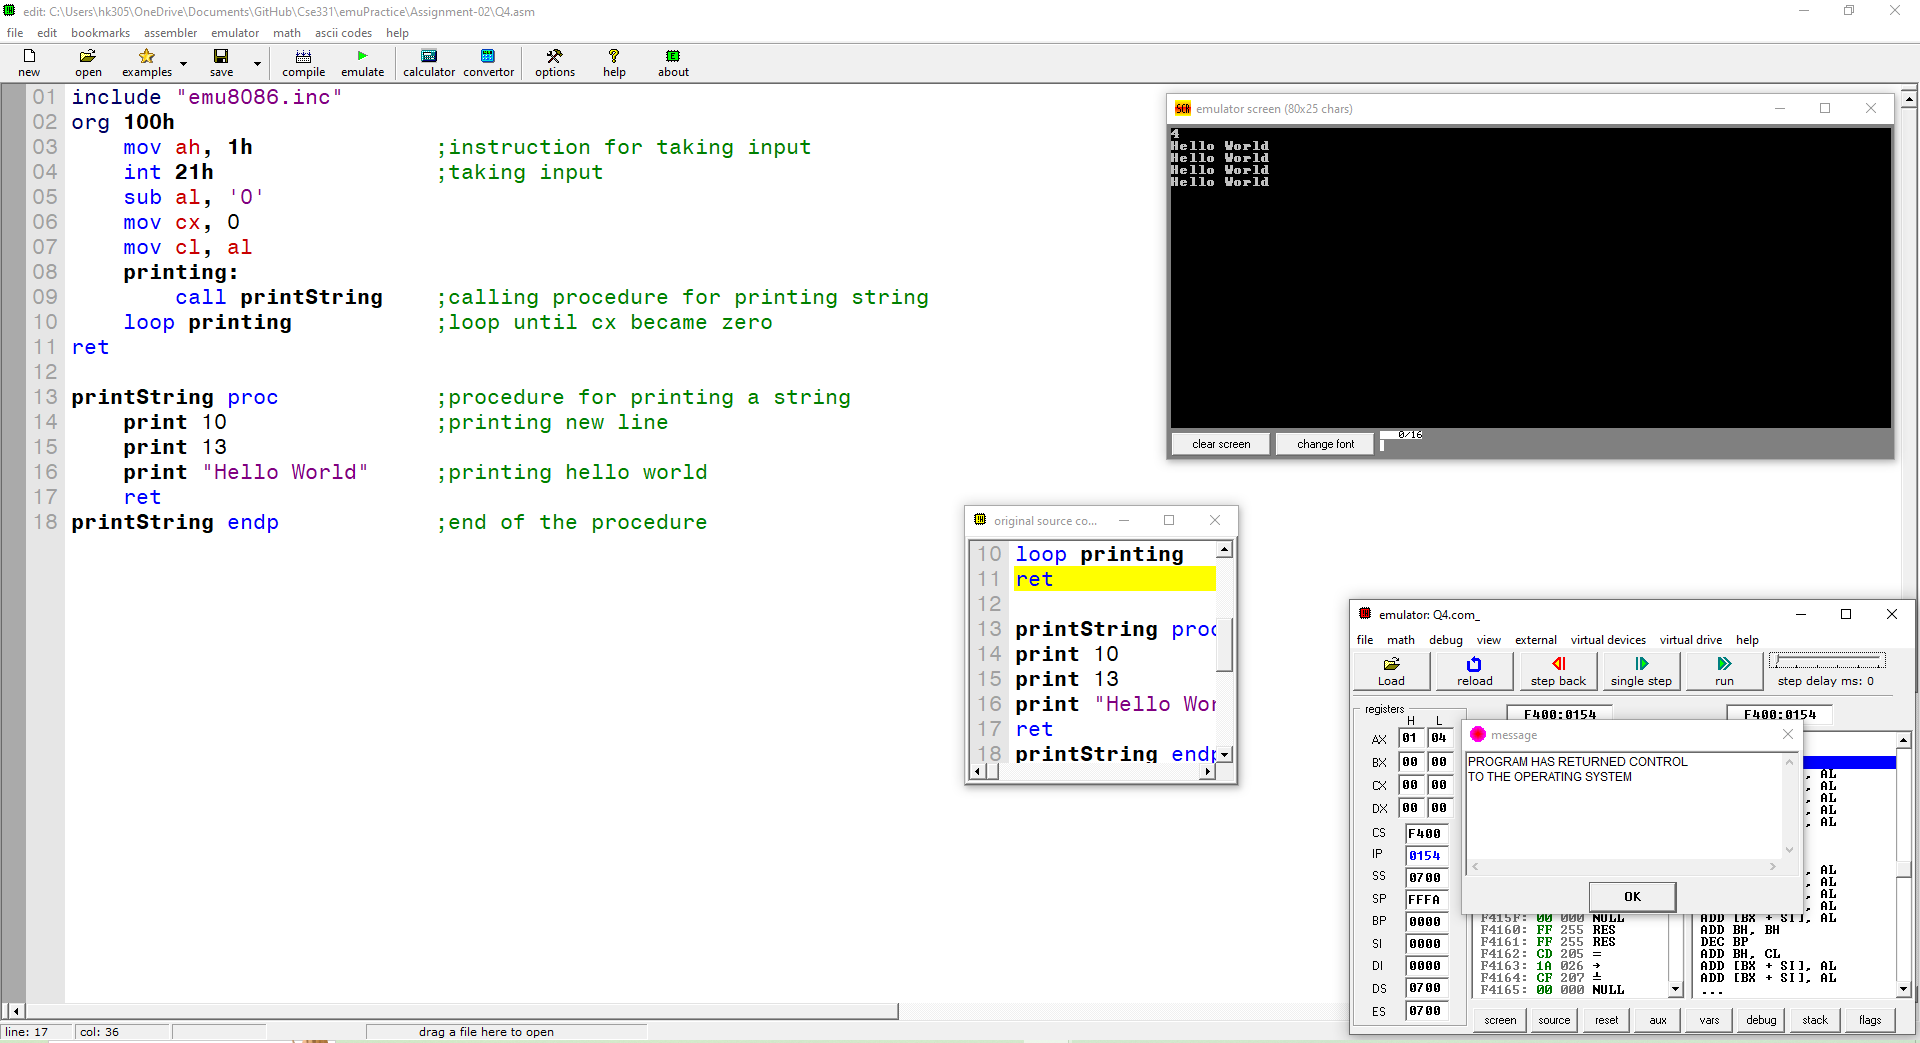 edit: C:\Users\hk305\OneDrive\Documents\GitHub\Cse331\emuPractice\Assignment-02\Q4.asm
file edit bookmarks assembler emulator math ascii codes help
new open examples save compile emulate calculator convertor options help about
01 include "emu8086.inc"
02 org 100h
03 mov ah, 1h ;instruction for taking input
04 int 21h ;taking input
05 sub al, '0'
06 mov cx, 0
07 mov cl, al
08 printing:
09 call printString ;calling procedure for printing string
10 loop printing ;loop until cx became zero
11 ret
12
13 printString proc ;procedure for printing a string
14 print 10 ;printing new line
15 print 13
16 print "Hello World" ;printing hello world
17 ret
18 printString endp ;end of the procedure
line: 17 col: 36 drag a file here to open
emulator screen (80x25 chars)
4
Hello World
Hello World
Hello World
Hello World
clear screen change font 0/16
original source co...
10 loop printing
11 ret
12
13 printString proc
14 print 10
15 print 13
16 print "Hello Wor
17 ret
18 printString endp
emulator: Q4.com_
file math debug view external virtual devices virtual drive help
Load reload step back single step run step delay ms: 0
registers F400:0154 F400:0154
H L
AX 01 04
BX 00 00
CX 00 00
DX 00 00
CS F400
IP 0154
SS 0700
SP FFFA
BP 0000
SI 0000
DI 0000
DS 0700
ES 0700
message
PROGRAM HAS RETURNED CONTROL
TO THE OPERATING SYSTEM
OK
, AL
, AL
, AL
, AL
, AL
, AL
, AL
, AL
, AL
F415F: 00 000 NULL ADD [BX + SI], AL
F4160: FF 255 RES ADD BH, BH
F4161: FF 255 RES DEC BP
F4162: CD 205 = ADD BH, CL
F4163: 1A 026 → ADD [BX + SI], AL
F4164: CF 207 ╧ ADD [BX + SI], AL
F4165: 00 000 NULL ...
screen source reset aux vars debug stack flags